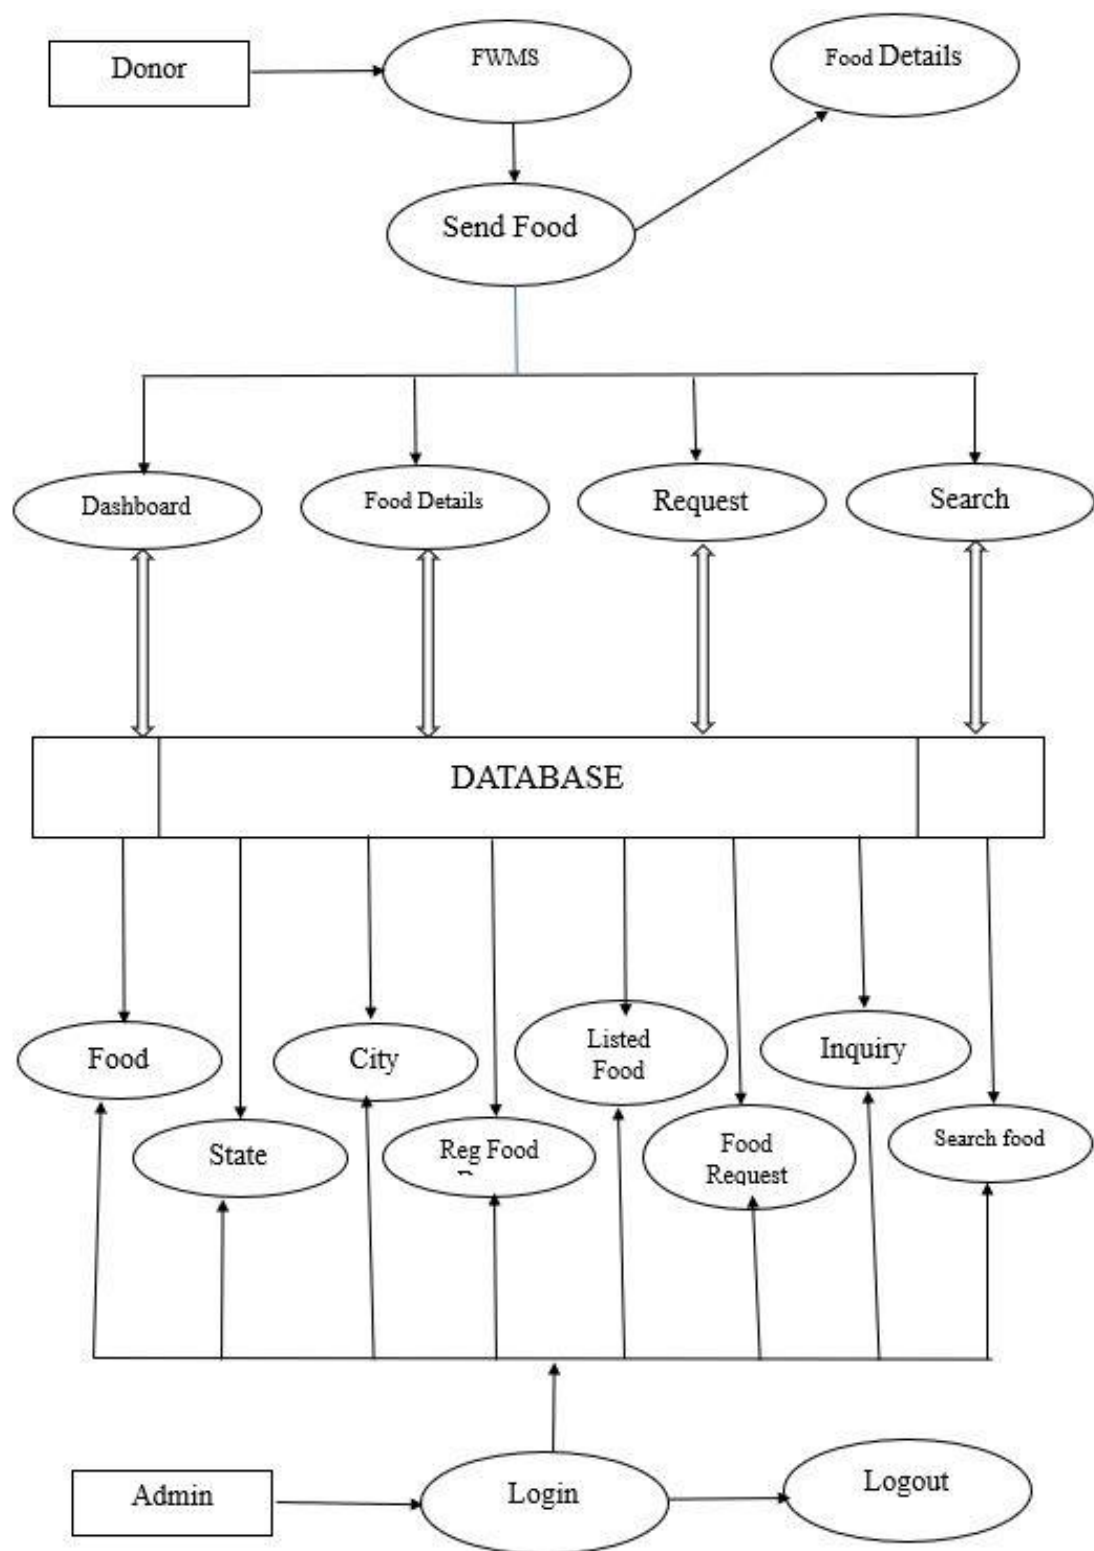 Donor
FWMS
Food Details
Send Food
Dashboard
Food Details
Request
Search
DATABASE
Food
City
Listed
Food
Inquiry
State
Reg Food
Food
Request
Search food
Admin
Login
Logout